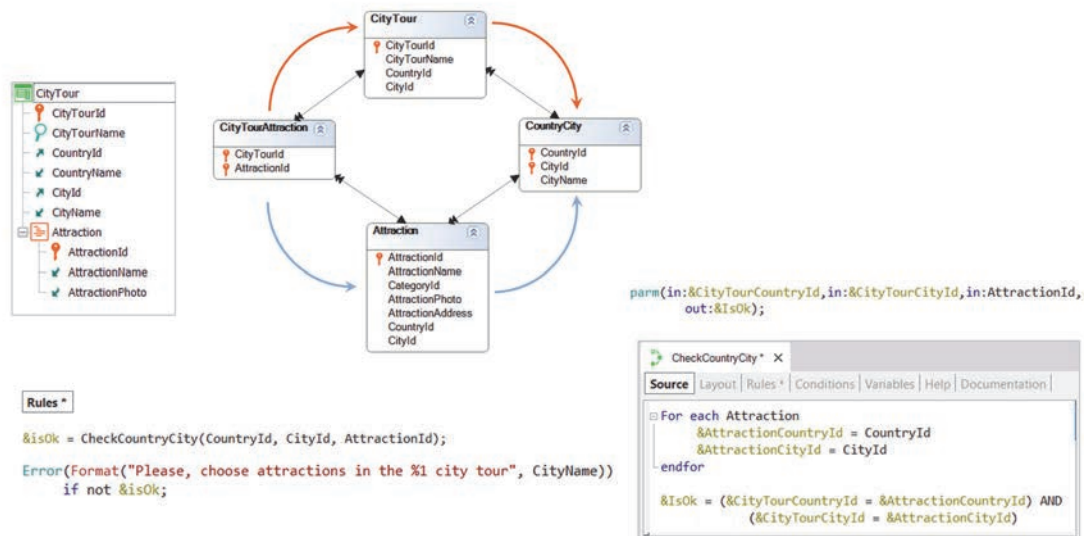 CityTour
CityTourId
CityTourName
CountryId
CountryName
CityId
CityName
Attraction
AttractionId
AttractionName
AttractionPhoto
CityTour
CityTourId
CityTourName
CountryId
CityId
CityTourAttraction
CityTourId
AttractionId
CountryCity
CountryId
CityId
CityName
Attraction
AttractionId
AttractionName
CategoryId
AttractionPhoto
AttractionAddress
CountryId
CityId
parm(in:&CityTourCountryId,in:&CityTourCityId,in:AttractionId,
out:&IsOk);
Rules *
&isOk = CheckCountryCity(CountryId, CityId, AttractionId);
Error(Format("Please, choose attractions in the %1 city tour", CityName))
if not &isOk;
CheckCountryCity * X
Source Layout Rules * Conditions Variables Help Documentation
For each Attraction
&AttractionCountryId = CountryId
&AttractionCityId = CityId
endfor
&IsOk = (&CityTourCountryId = &AttractionCountryId) AND
(&CityTourCityId = &AttractionCityId)